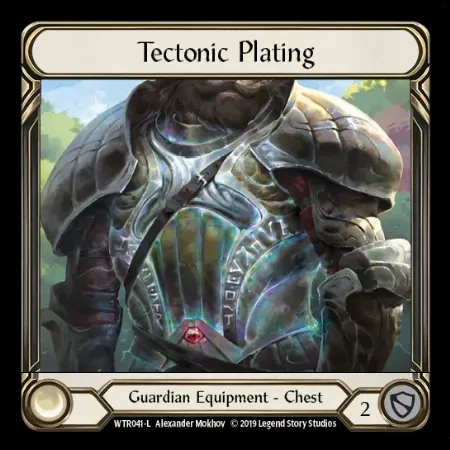 Tectonic Plating
Guardian Equipment - Chest
2
WTR041-L Alexander Mokhov © 2019 Legend Story Studios